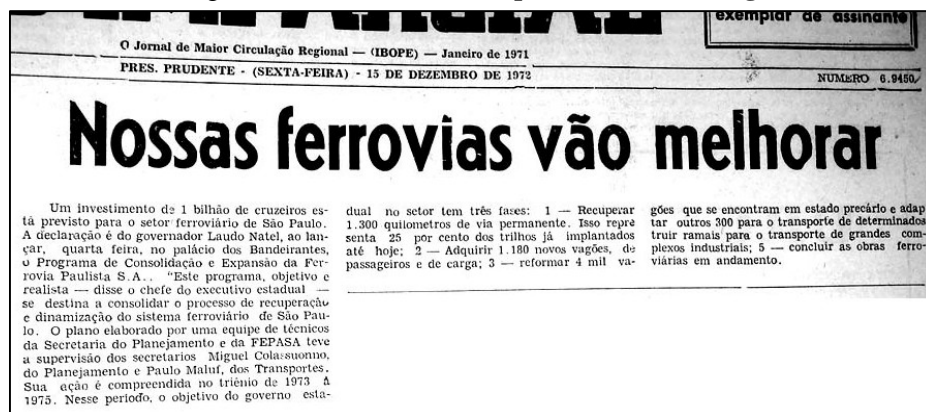 exemplar de assinante
O Jornal de Maior Circulação Regional — (IBOPE) — Janeiro de 1971
PRES. PRUDENTE - (SEXTA-FEIRA) - 15 DE DEZEMBRO DE 1972
NUMERO 6.9450
Nossas ferrovias vão melhorar
Um investimento de 1 bilhão de cruzeiros es-
tá previsto para o setor ferroviário de São Paulo.
A declaração é do governador Laudo Natel, ao lan-
çar, quarta feira, no palácio dos Bandeirantes,
o Programa de Consolidação e Expansão da Fer-
rovia Paulista S.A.. "Este programa, objetivo e
realista — disse o chefe do executivo estadual —
se destina a consolidar o processo de recuperação
e dinamização do sistema ferroviário de São Pau-
lo. O plano elaborado por uma equipe de técnicos
da Secretaria do Planejamento e da FEPASA teve
a supervisão dos secretarios Miguel Colassuonno,
do Planejamento e Paulo Maluf, dos Transportes.
Sua ação é compreendida no triênio de 1973 A
1975. Nesse periodo, o objetivo do governo esta-
dual no setor tem três fases: 1 — Recuperar
1.300 quilometros de via permanente. Isso repre
senta 25 por cento dos trilhos já implantados
até hoje; 2 — Adquirir 1.180 novos vagões, de
passageiros e de carga; 3 — reformar 4 mil va-
gões que se encontram em estado precário e adap
tar outros 300 para o transporte de determinados
truir ramais para o transporte de grandes com-
plexos industriais; 5 — concluir as obras ferro-
viárias em andamento.